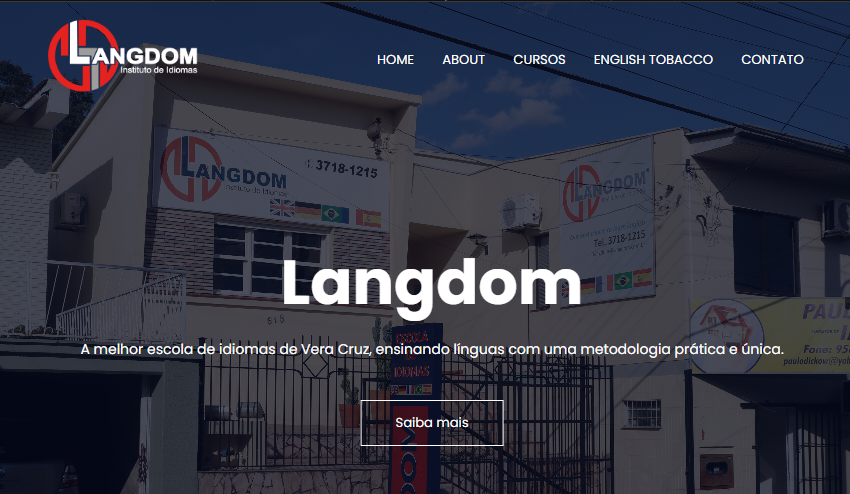 LANGDOM
Instituto de Idiomas
HOME
ABOUT
CURSOS
ENGLISH TOBACCO
CONTATO
LANGDOM
Instituto de Idiomas
3718-1215
LANGDOM
Tel. 3718-1215
Langdom
PAUL
Fone: 95
A melhor escola de idiomas de Vera Cruz, ensinando línguas com uma metodologia prática e única.
ESCOLA
IDIOMAS
Saiba mais